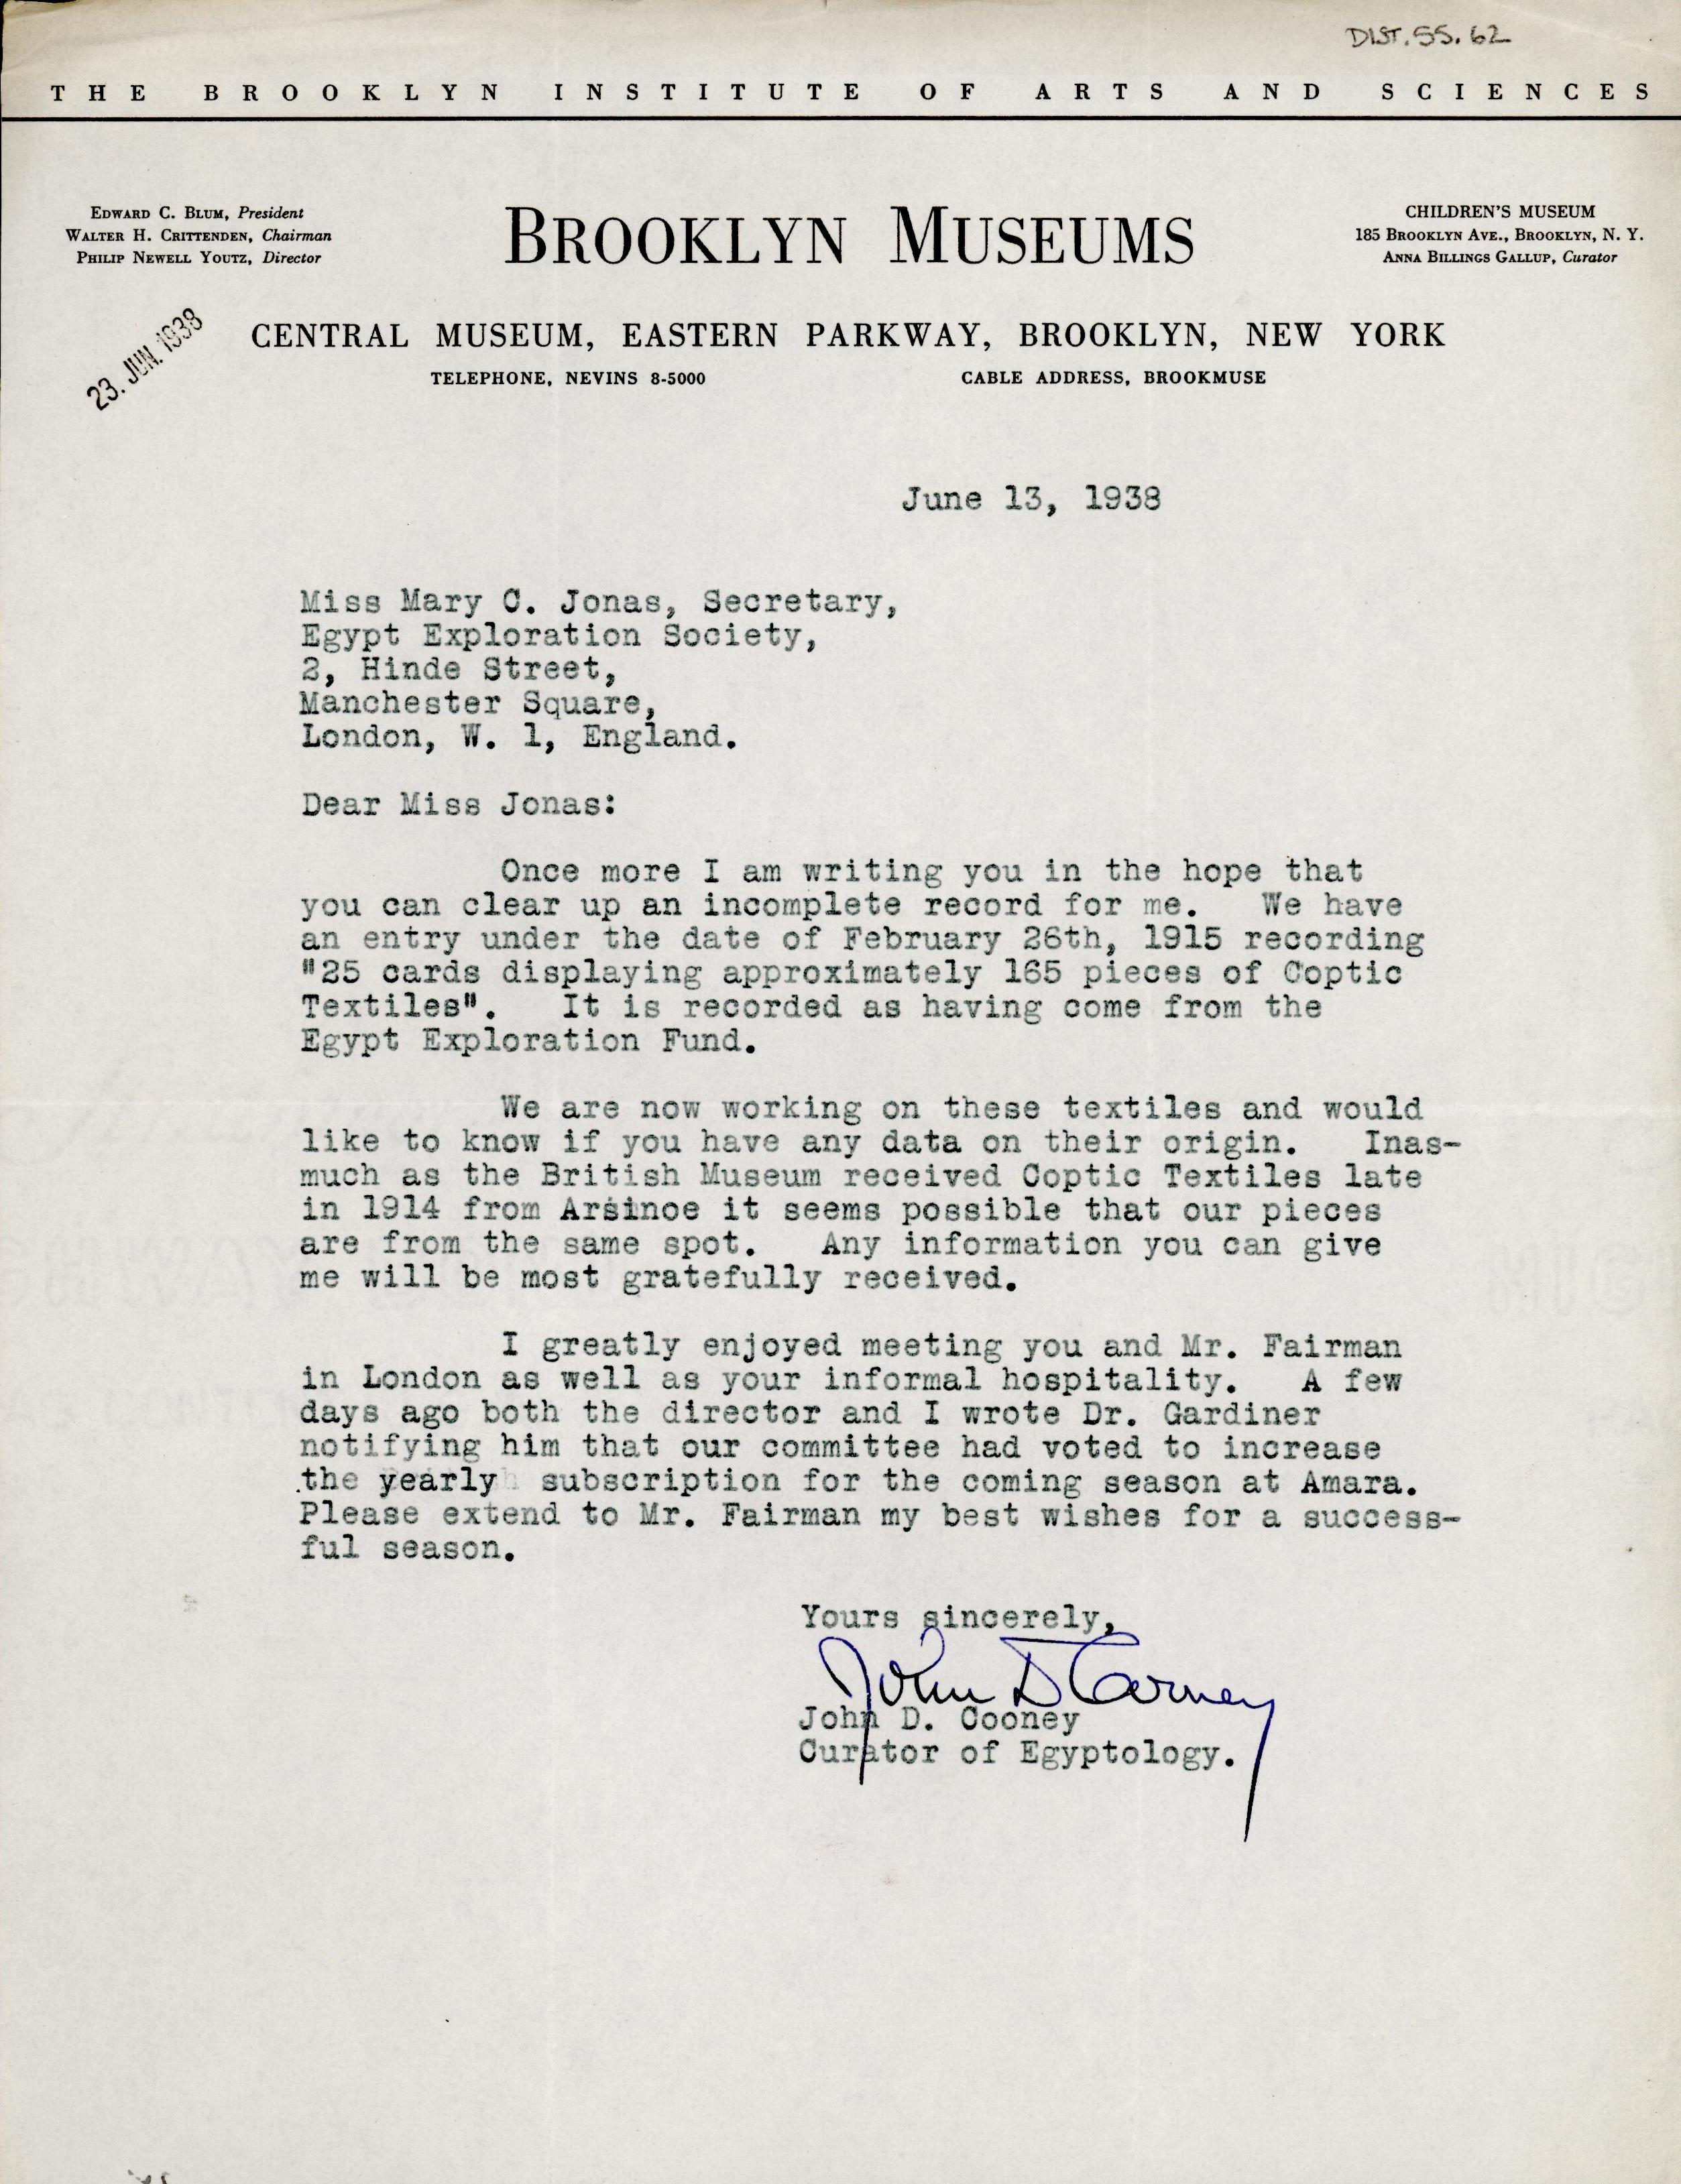 DIST. 55. 62
THE BROOKLYN INSTITUTE OF ARTS AND SCIENCES
EDWARD C. BLUM, President
WALTER H. CRITTENDEN, Chairman
PHILIP NEWELL YOUTZ, Director
BROOKLYN MUSEUMS
CHILDREN'S MUSEUM
185 BROOKLYN AVE., BROOKLYN, N. Y.
ANNA BILLINGS GALLUP, Curator
23. JUN. 1938
CENTRAL MUSEUM, EASTERN PARKWAY, BROOKLYN, NEW YORK
TELEPHONE, NEVINS 8-5000 CABLE ADDRESS, BROOKMUSE
June 13, 1938
Miss Mary C. Jonas, Secretary,
Egypt Exploration Society,
2, Hinde Street,
Manchester Square,
London, W. 1, England.
Dear Miss Jonas:
Once more I am writing you in the hope that
you can clear up an incomplete record for me. We have
an entry under the date of February 26th, 1915 recording
"25 cards displaying approximately 165 pieces of Coptic
Textiles". It is recorded as having come from the
Egypt Exploration Fund.
We are now working on these textiles and would
like to know if you have any data on their origin. Inas-
much as the British Museum received Coptic Textiles late
in 1914 from Arsinoe it seems possible that our pieces
are from the same spot. Any information you can give
me will be most gratefully received.
I greatly enjoyed meeting you and Mr. Fairman
in London as well as your informal hospitality. A few
days ago both the director and I wrote Dr. Gardiner
notifying him that our committee had voted to increase
the yearly subscription for the coming season at Amara.
Please extend to Mr. Fairman my best wishes for a success-
ful season.
Yours sincerely,
John D Cooney
John D. Cooney
Curator of Egyptology.